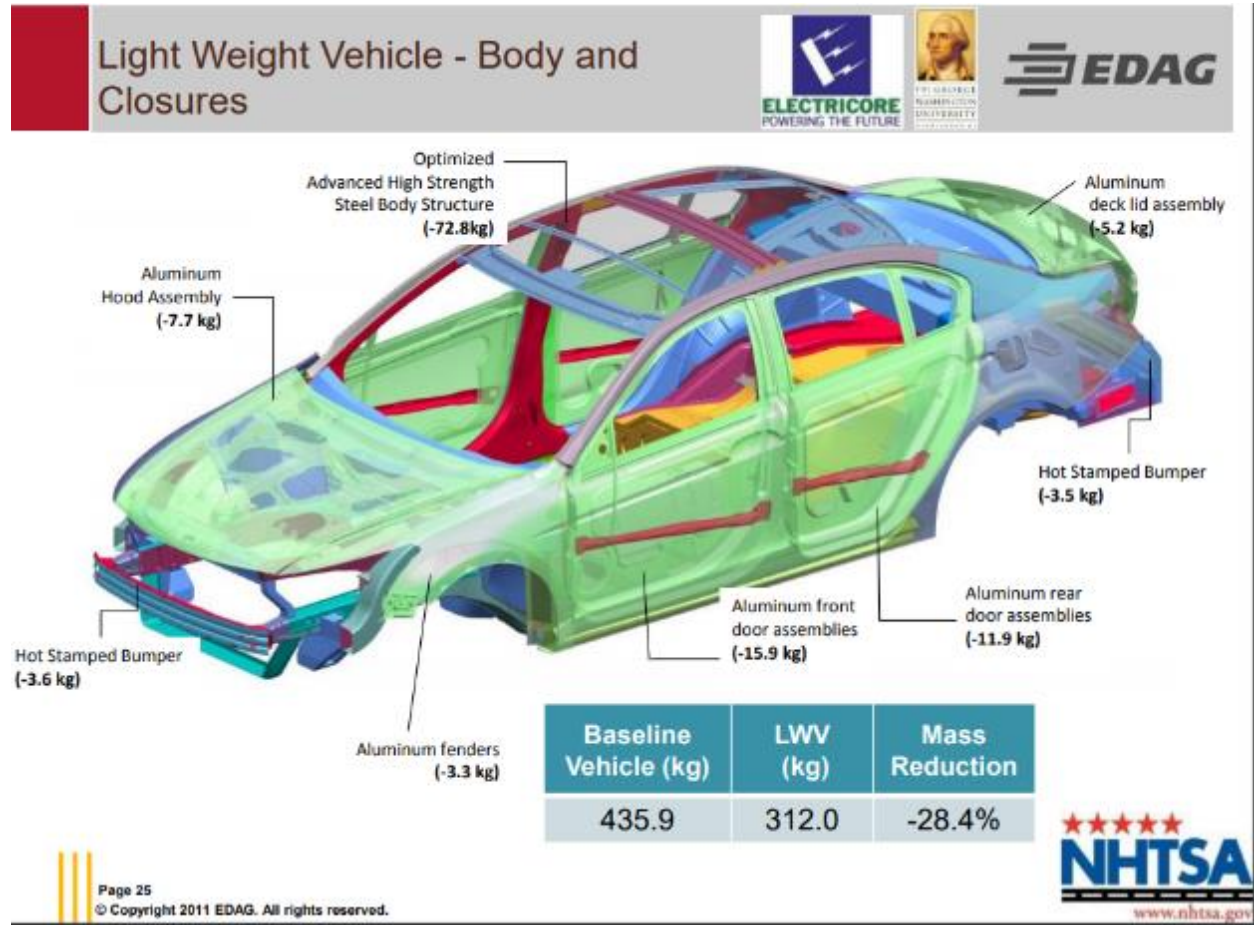 Light Weight Vehicle - Body and
Closures
ELECTRICORE
POWERING THE FUTURE
THE GEORGE
WASHINGTON
UNIVERSITY
EDAG
Optimized
Advanced High Strength
Steel Body Structure
(-72.8kg)
Aluminum
deck lid assembly
(-5.2 kg)
Aluminum
Hood Assembly
(-7.7 kg)
Hot Stamped Bumper
(-3.5 kg)
Aluminum rear
door assemblies
(-11.9 kg)
Aluminum front
door assemblies
(-15.9 kg)
Hot Stamped Bumper
(-3.6 kg)
Aluminum fenders
(-3.3 kg)
Baseline
Vehicle (kg)
LWV
(kg)
Mass
Reduction
435.9
312.0
-28.4%
NHTSA
www.nhtsa.gov
Page 25
© Copyright 2011 EDAG. All rights reserved.